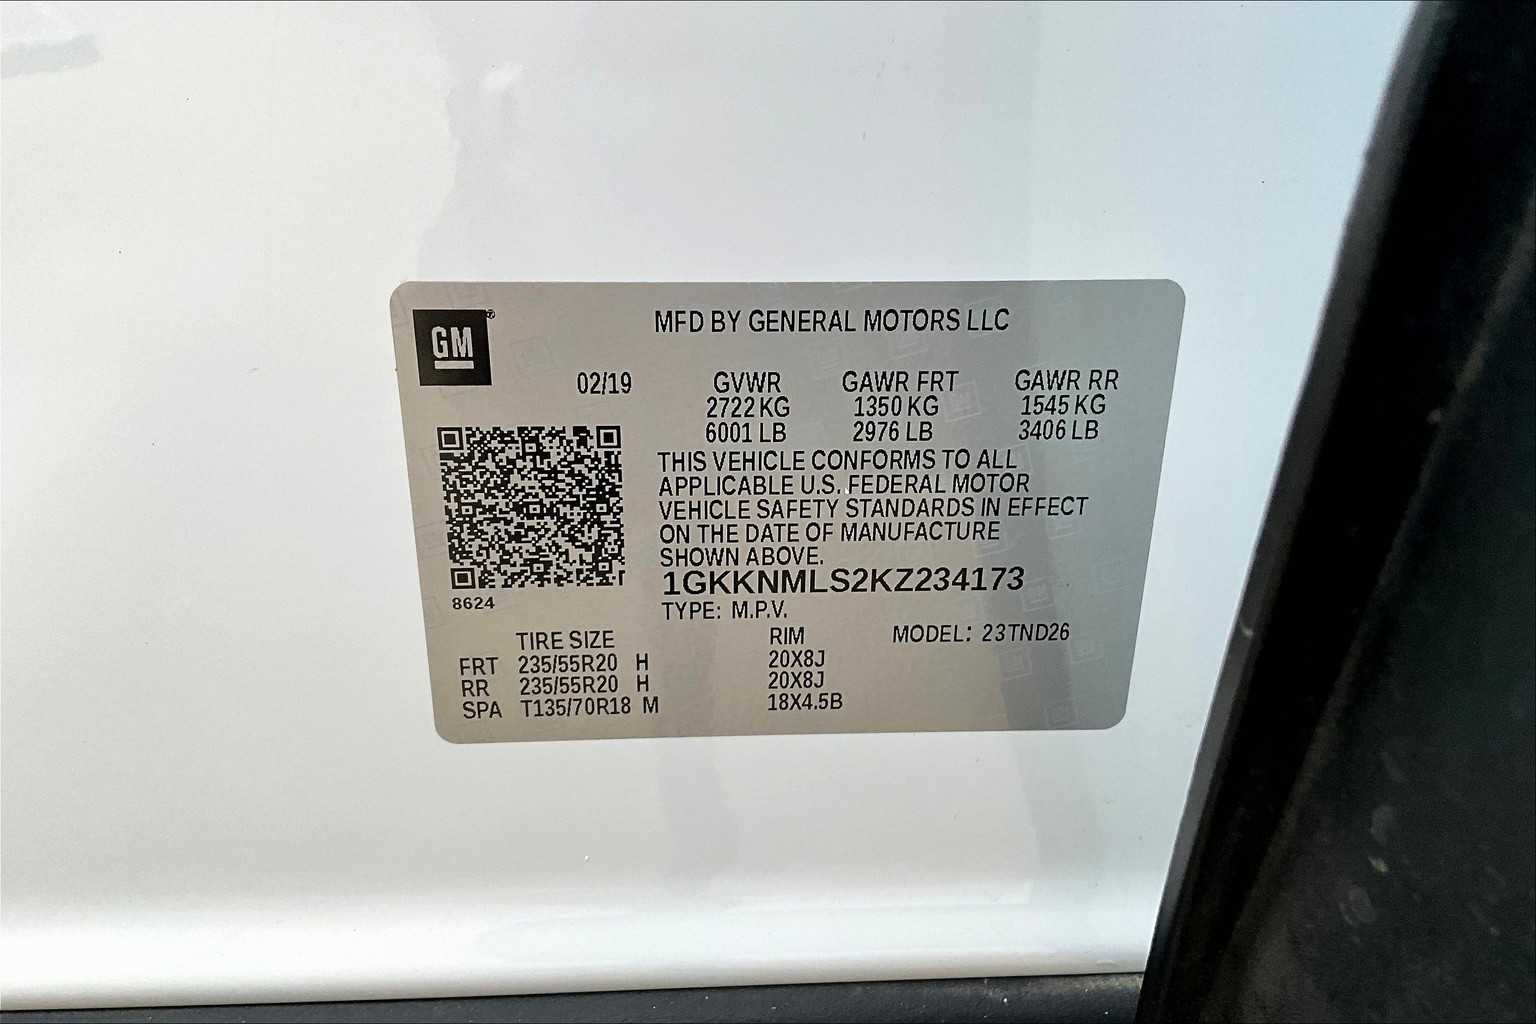 GM
MFD BY GENERAL MOTORS LLC
02/19 GVWR GAWR FRT GAWR RR
2722 KG 1350 KG 1545 KG
6001 LB 2976 LB 3406 LB
THIS VEHICLE CONFORMS TO ALL
APPLICABLE U.S. FEDERAL MOTOR
VEHICLE SAFETY STANDARDS IN EFFECT
ON THE DATE OF MANUFACTURE
SHOWN ABOVE.
1GKKNMLS2KZ234173
8624
TYPE: M.P.V.
TIRE SIZE RIM MODEL: 23TND26
FRT 235/55R20 H 20X8J
RR 235/55R20 H 20X8J
SPA T135/70R18 M 18X4.5B